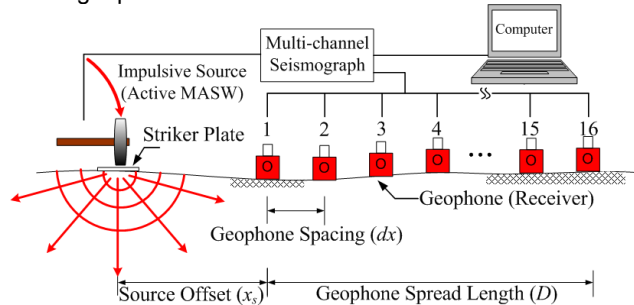 Computer
Multi-channel
Seismograph
Impulsive Source
(Active MASW)
Striker Plate
1 2 3 4 15 16
O O O O ... O O
Geophone (Receiver)
Geophone Spacing (dx)
Source Offset (xs)
Geophone Spread Length (D)